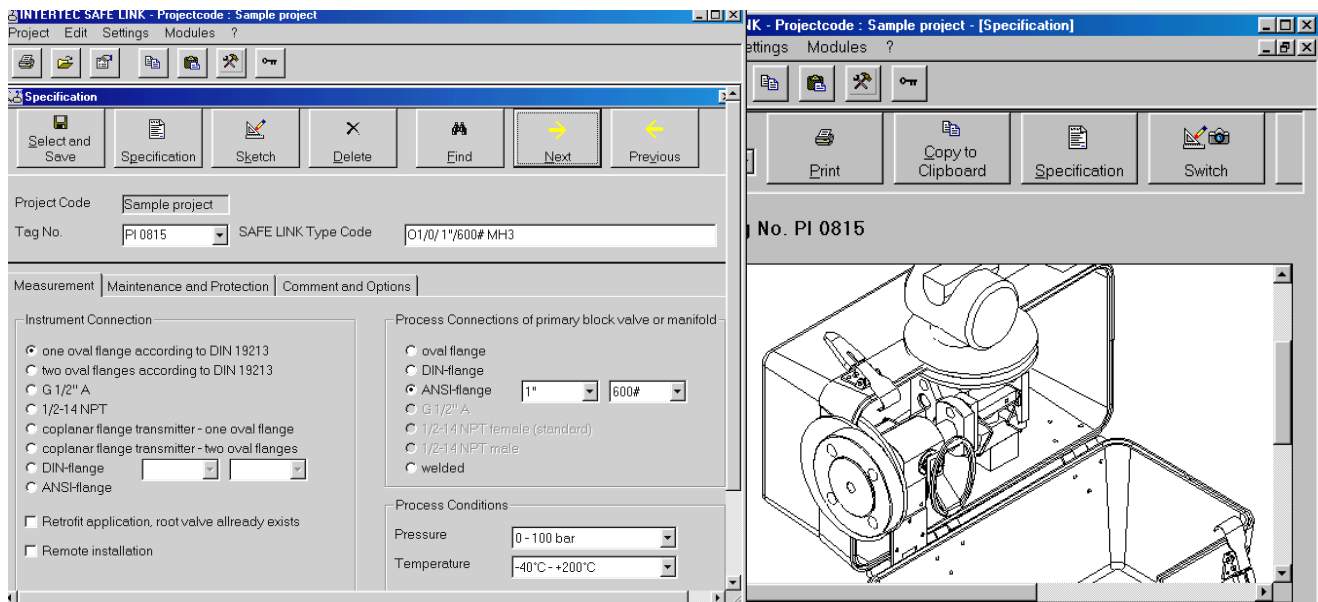 INTERTEC SAFE LINK - Projectcode : Sample project
Project Edit Settings Modules ?
Specification
Select and Save
Specification
Sketch
Delete
Find
Next
Previous
Project Code Sample project
Tag No. PI 0815 SAFE LINK Type Code O1/0/ 1"/600# MH3
Measurement Maintenance and Protection Comment and Options
Instrument Connection
one oval flange according to DIN 19213
two oval flanges according to DIN 19213
G 1/2" A
1/2-14 NPT
coplanar flange transmitter - one oval flange
coplanar flange transmitter - two oval flanges
DIN-flange
ANSI-flange
Retrofit application, root valve allready exists
Remote installation
Process Connections of primary block valve or manifold
oval flange
DIN-flange
ANSI-flange 1" 600#
G 1/2" A
1/2-14 NPT female (standard)
1/2-14 NPT male
welded
Process Conditions
Pressure 0 - 100 bar
Temperature -40°C - +200°C
NK - Projectcode : Sample project - [Specification]
ettings Modules ?
Print
Copy to Clipboard
Specification
Switch
No. PI 0815